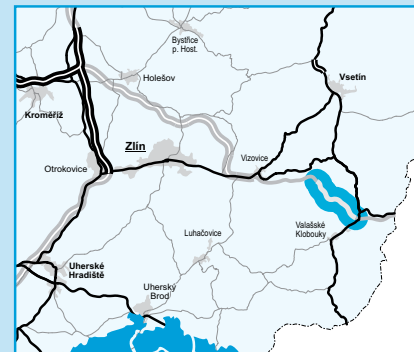 Bystřice
p. Host.
Holešov
Vsetín
Kroměříž
Zlín
Otrokovice
Vizovice
Valašské
Klobouky
Luhačovice
Uherské
Hradiště
Uherský
Brod